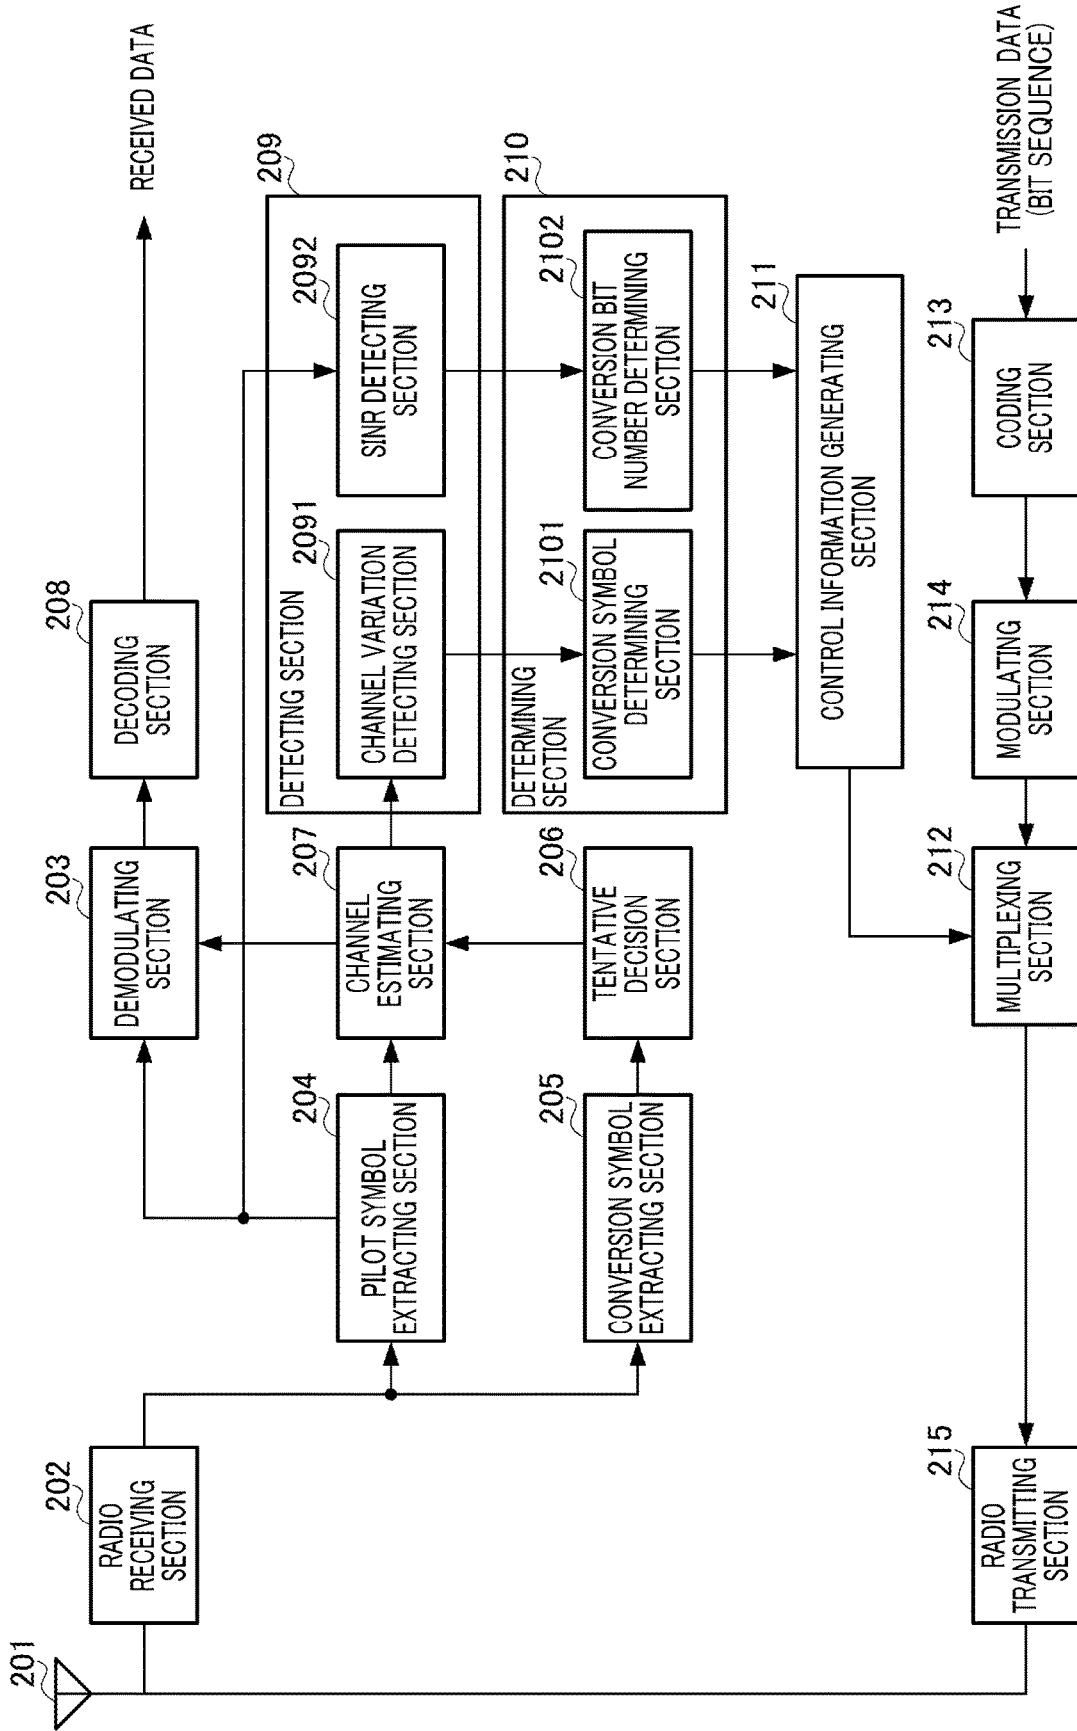 201
202
RADIO
RECEIVING
SECTION
203
DEMODULATING
SECTION
208
DECODING
SECTION
RECEIVED DATA
204
PILOT SYMBOL
EXTRACTING SECTION
207
CHANNEL
ESTIMATING
SECTION
209
DETECTING SECTION
2091
CHANNEL VARIATION
DETECTING SECTION
2092
SINR DETECTING
SECTION
205
CONVERSION SYMBOL
EXTRACTING SECTION
206
TENTATIVE
DECISION
SECTION
210
DETERMINING
SECTION
2101
CONVERSION SYMBOL
DETERMINING
SECTION
2102
CONVERSION BIT
NUMBER DETERMINING
SECTION
211
CONTROL INFORMATION GENERATING
SECTION
215
RADIO
TRANSMITTING
SECTION
212
MULTIPLEXING
SECTION
214
MODULATING
SECTION
213
CODING
SECTION
TRANSMISSION DATA
(BIT SEQUENCE)